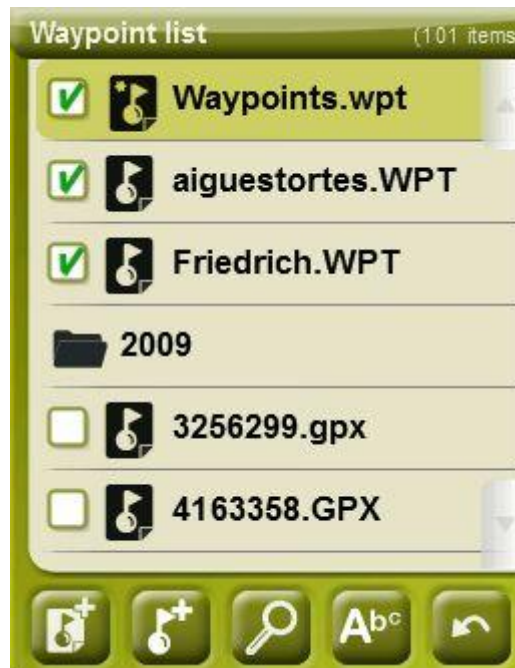 Waypoint list (101 items
Waypoints.wpt
aiguestortes.WPT
Friedrich.WPT
2009
3256299.gpx
4163358.GPX
Abc